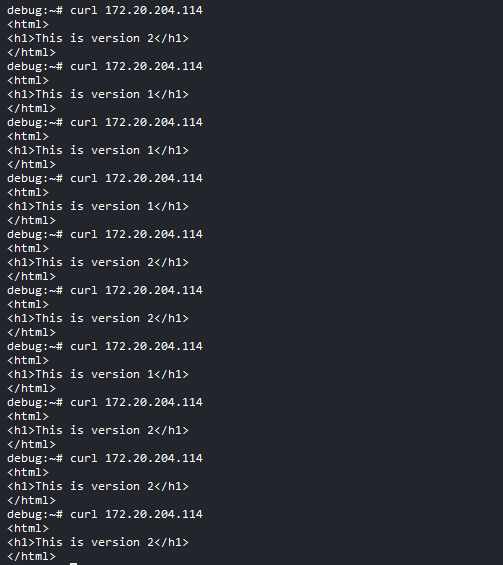 debug:~# curl 172.20.204.114
<html>
<h1>This is version 2</h1>
</html>
debug:~# curl 172.20.204.114
<html>
<h1>This is version 1</h1>
</html>
debug:~# curl 172.20.204.114
<html>
<h1>This is version 1</h1>
</html>
debug:~# curl 172.20.204.114
<html>
<h1>This is version 1</h1>
</html>
debug:~# curl 172.20.204.114
<html>
<h1>This is version 2</h1>
</html>
debug:~# curl 172.20.204.114
<html>
<h1>This is version 2</h1>
</html>
debug:~# curl 172.20.204.114
<html>
<h1>This is version 1</h1>
</html>
debug:~# curl 172.20.204.114
<html>
<h1>This is version 2</h1>
</html>
debug:~# curl 172.20.204.114
<html>
<h1>This is version 2</h1>
</html>
debug:~# curl 172.20.204.114
<html>
<h1>This is version 2</h1>
</html>